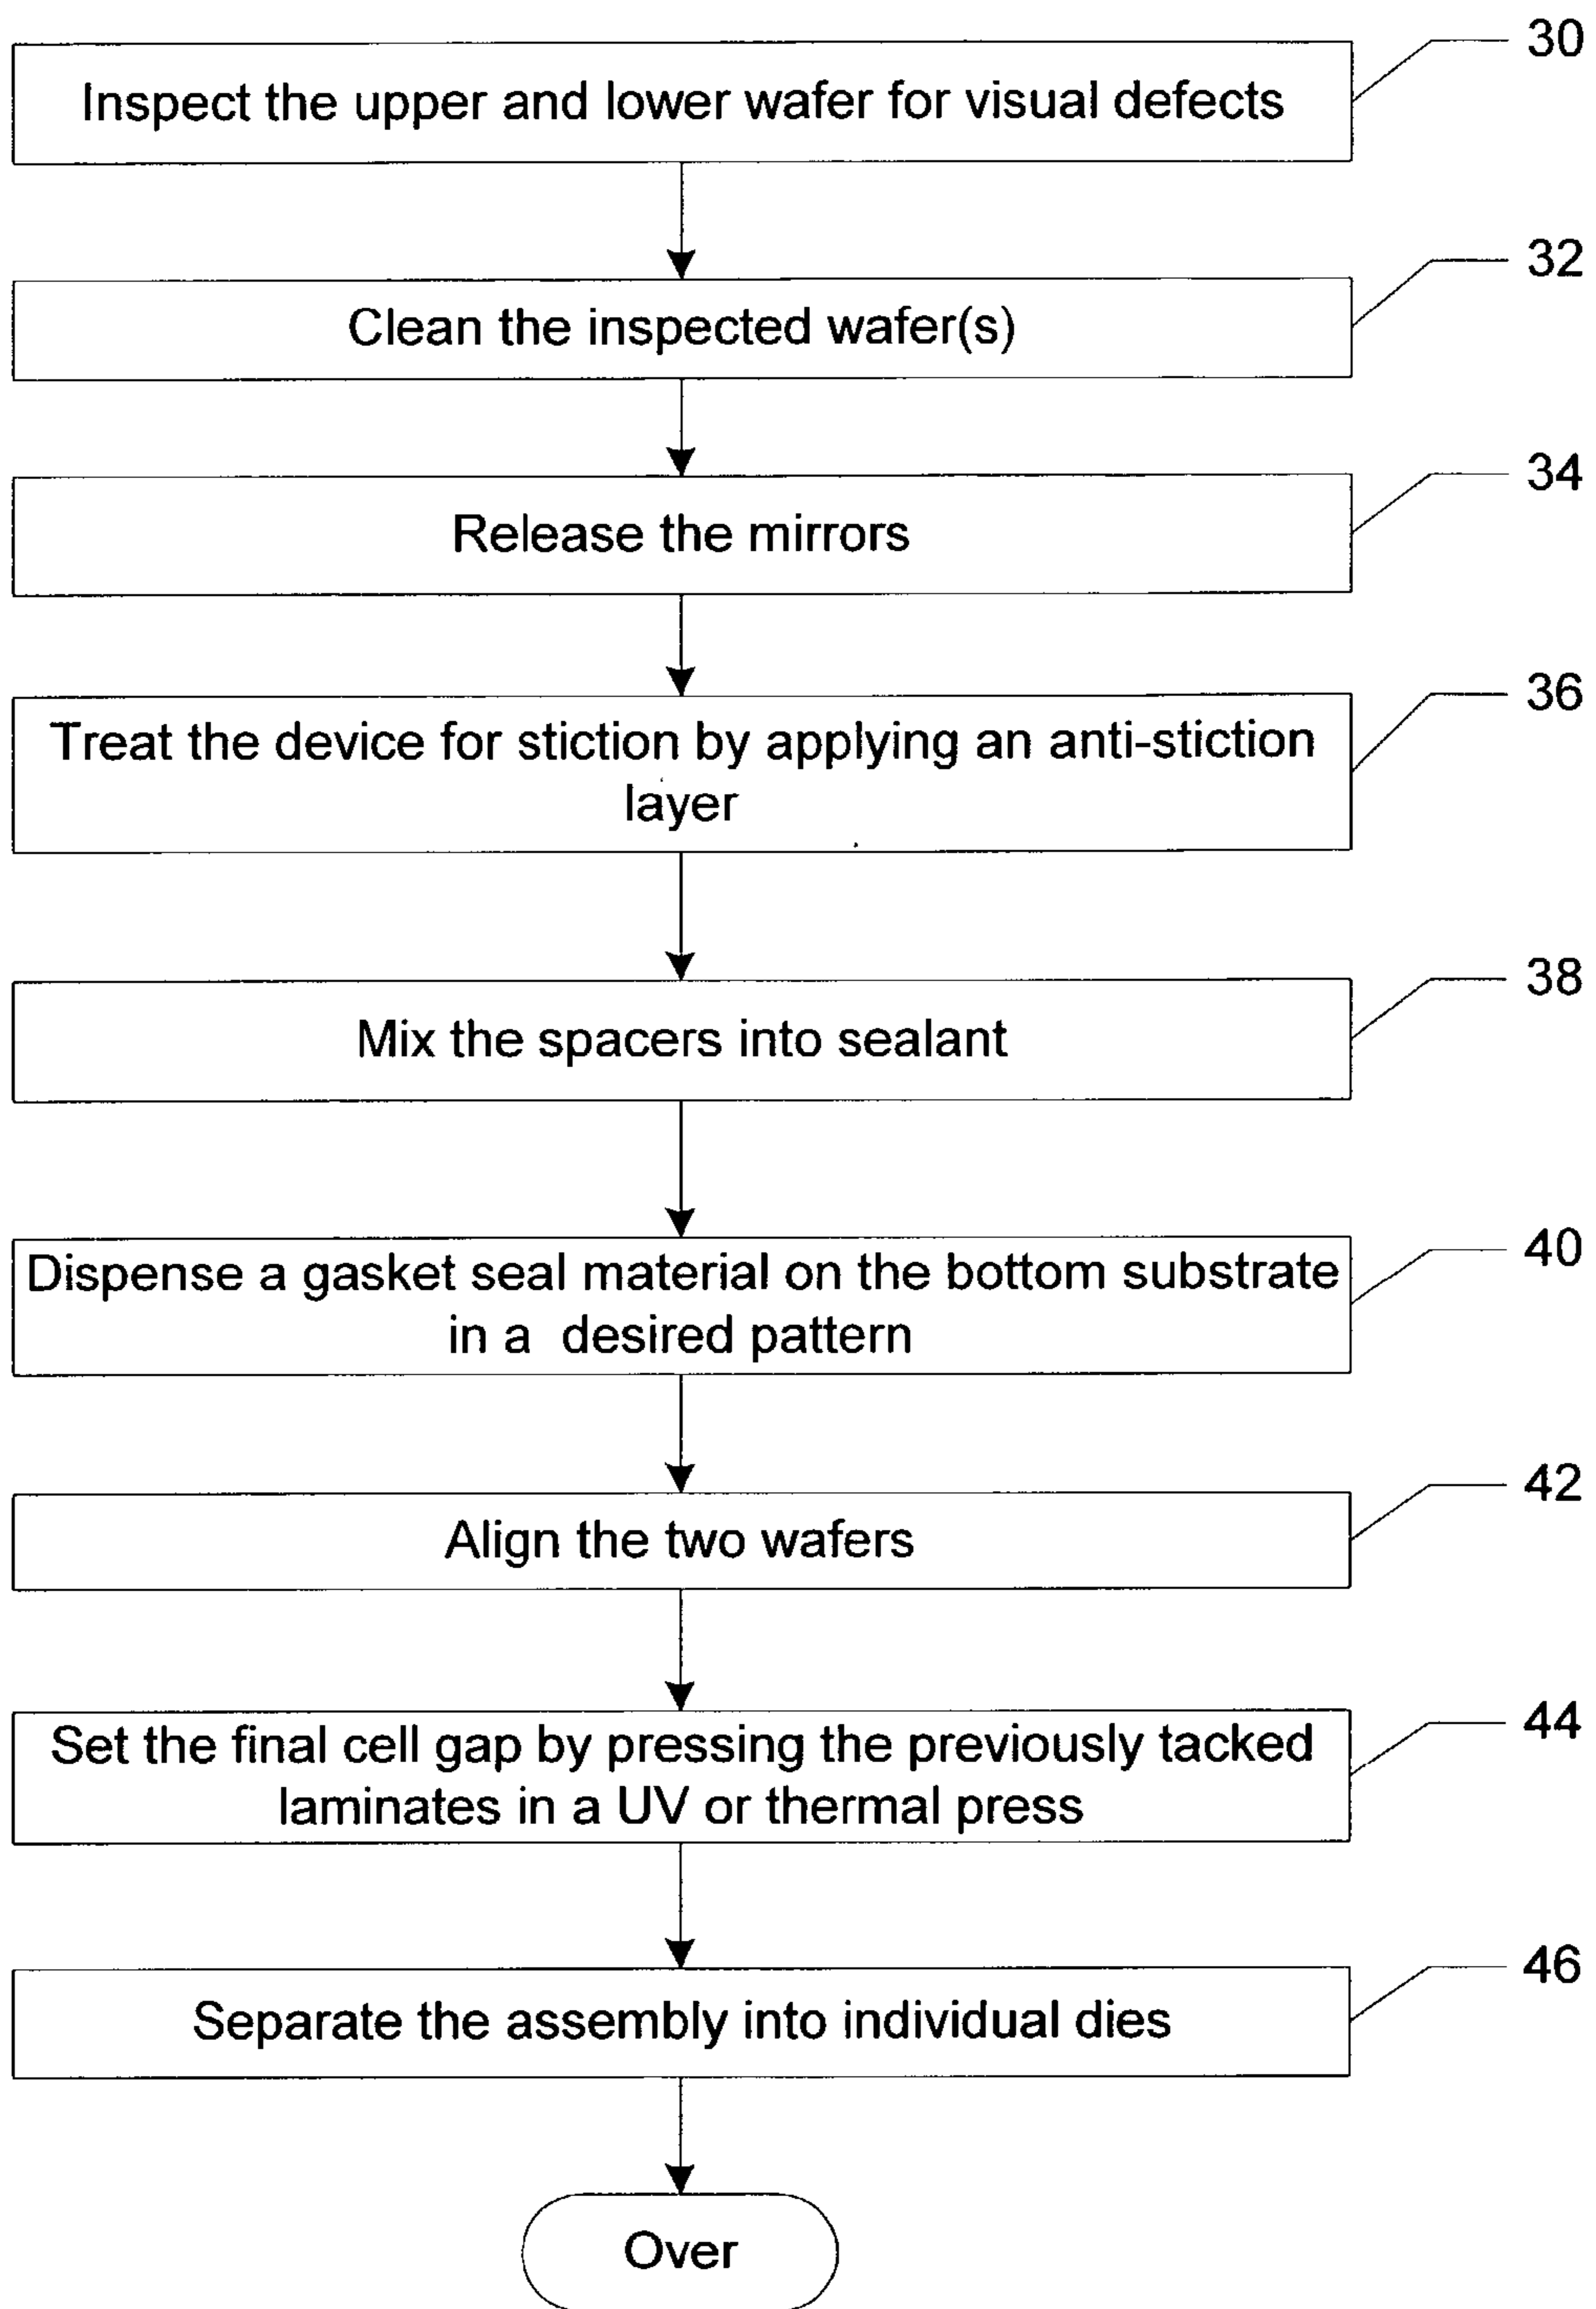 30
Inspect the upper and lower wafer for visual defects
32
Clean the inspected wafer(s)
34
Release the mirrors
36
Treat the device for stiction by applying an anti-stiction
layer
38
Mix the spacers into sealant
40
Dispense a gasket seal material on the bottom substrate
in a desired pattern
42
Align the two wafers
44
Set the final cell gap by pressing the previously tacked
laminates in a UV or thermal press
46
Separate the assembly into individual dies
Over